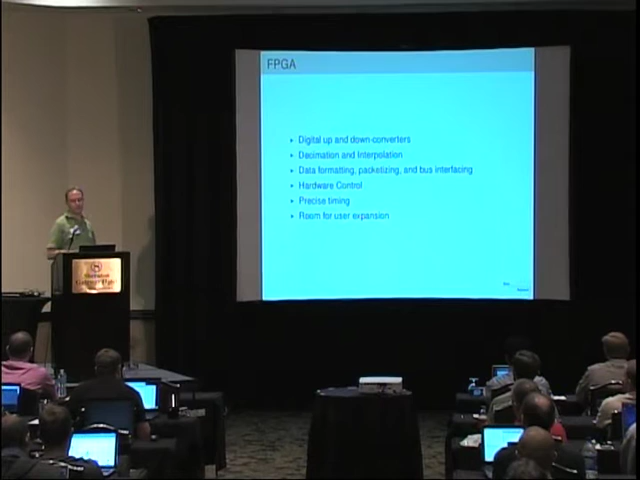 FPGA
Digital up and down-converters
Decimation and Interpolation
Data formatting, packetizing, and bus interfacing
Hardware Control
Precise timing
Room for user expansion
Sheraton